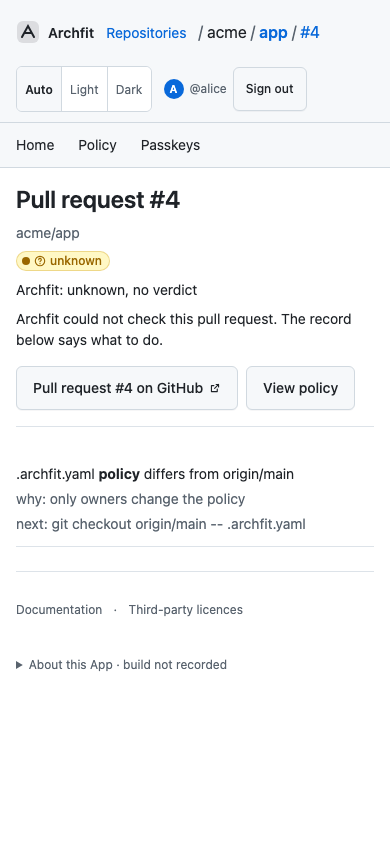 Archfit Repositories / acme / app / #4
Auto Light Dark A @alice Sign out
Home Policy Passkeys
Pull request #4
acme/app
unknown
Archfit: unknown, no verdict
Archfit could not check this pull request. The record
below says what to do.
Pull request #4 on GitHub View policy
.archfit.yaml policy differs from origin/main
why: only owners change the policy
next: git checkout origin/main -- .archfit.yaml
Documentation · Third-party licences
About this App · build not recorded